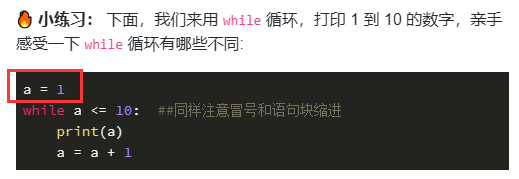 🔥 小练习： 下面，我们来用 while 循环，打印 1 到 10 的数字，亲手
感受一下 while 循环有哪些不同:
a = 1
while a <= 10:  ##同样注意冒号和语句块缩进
    print(a)
    a = a + 1